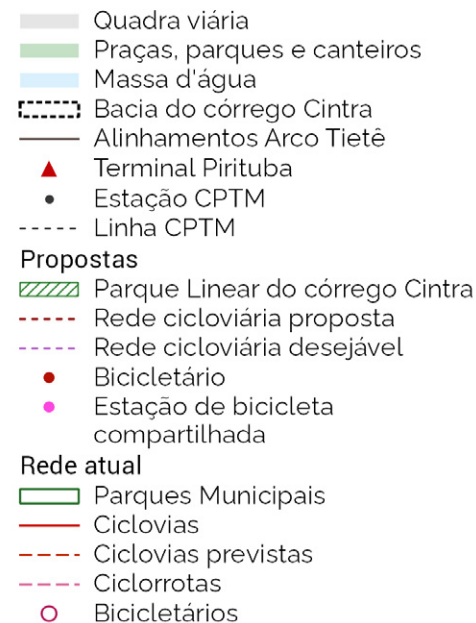 Quadra viária
Praças, parques e canteiros
Massa d'água
Bacia do córrego Cintra
Alinhamentos Arco Tietê
Terminal Pirituba
Estação CPTM
Linha CPTM
Propostas
Parque Linear do córrego Cintra
Rede cicloviária proposta
Rede cicloviária desejável
Bicicletário
Estação de bicicleta
compartilhada
Rede atual
Parques Municipais
Ciclovias
Ciclovias previstas
Ciclorrotas
Bicicletários